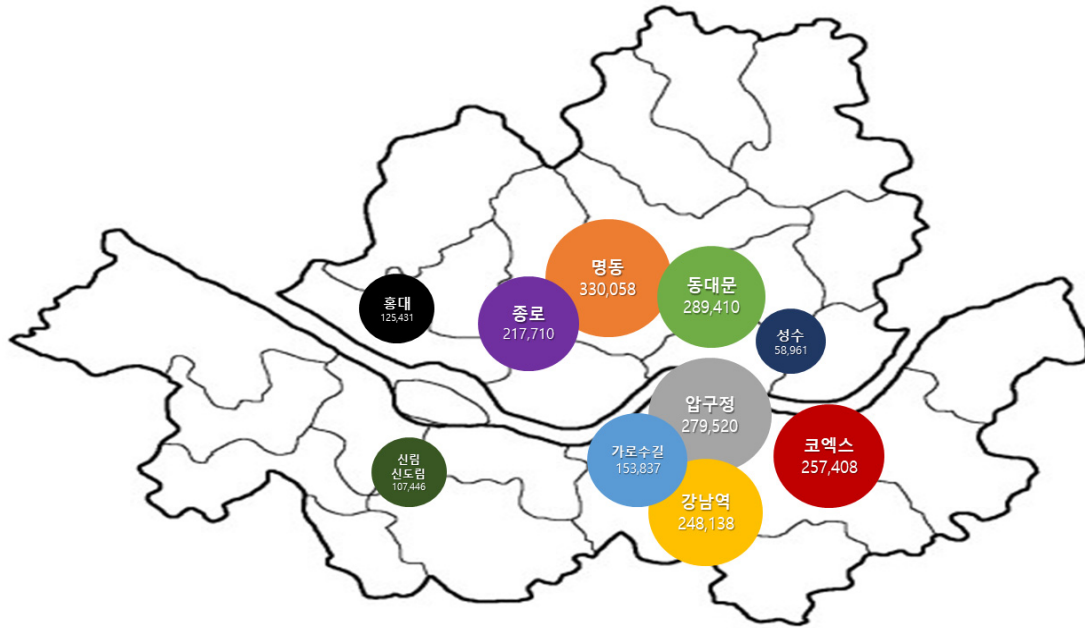 명동
330,058
동대문
289,410
홍대
125,431
종로
217,710
성수
58,961
압구정
279,520
가로수길
153,837
코엑스
257,408
신림
신도림
107,446
강남역
248,138